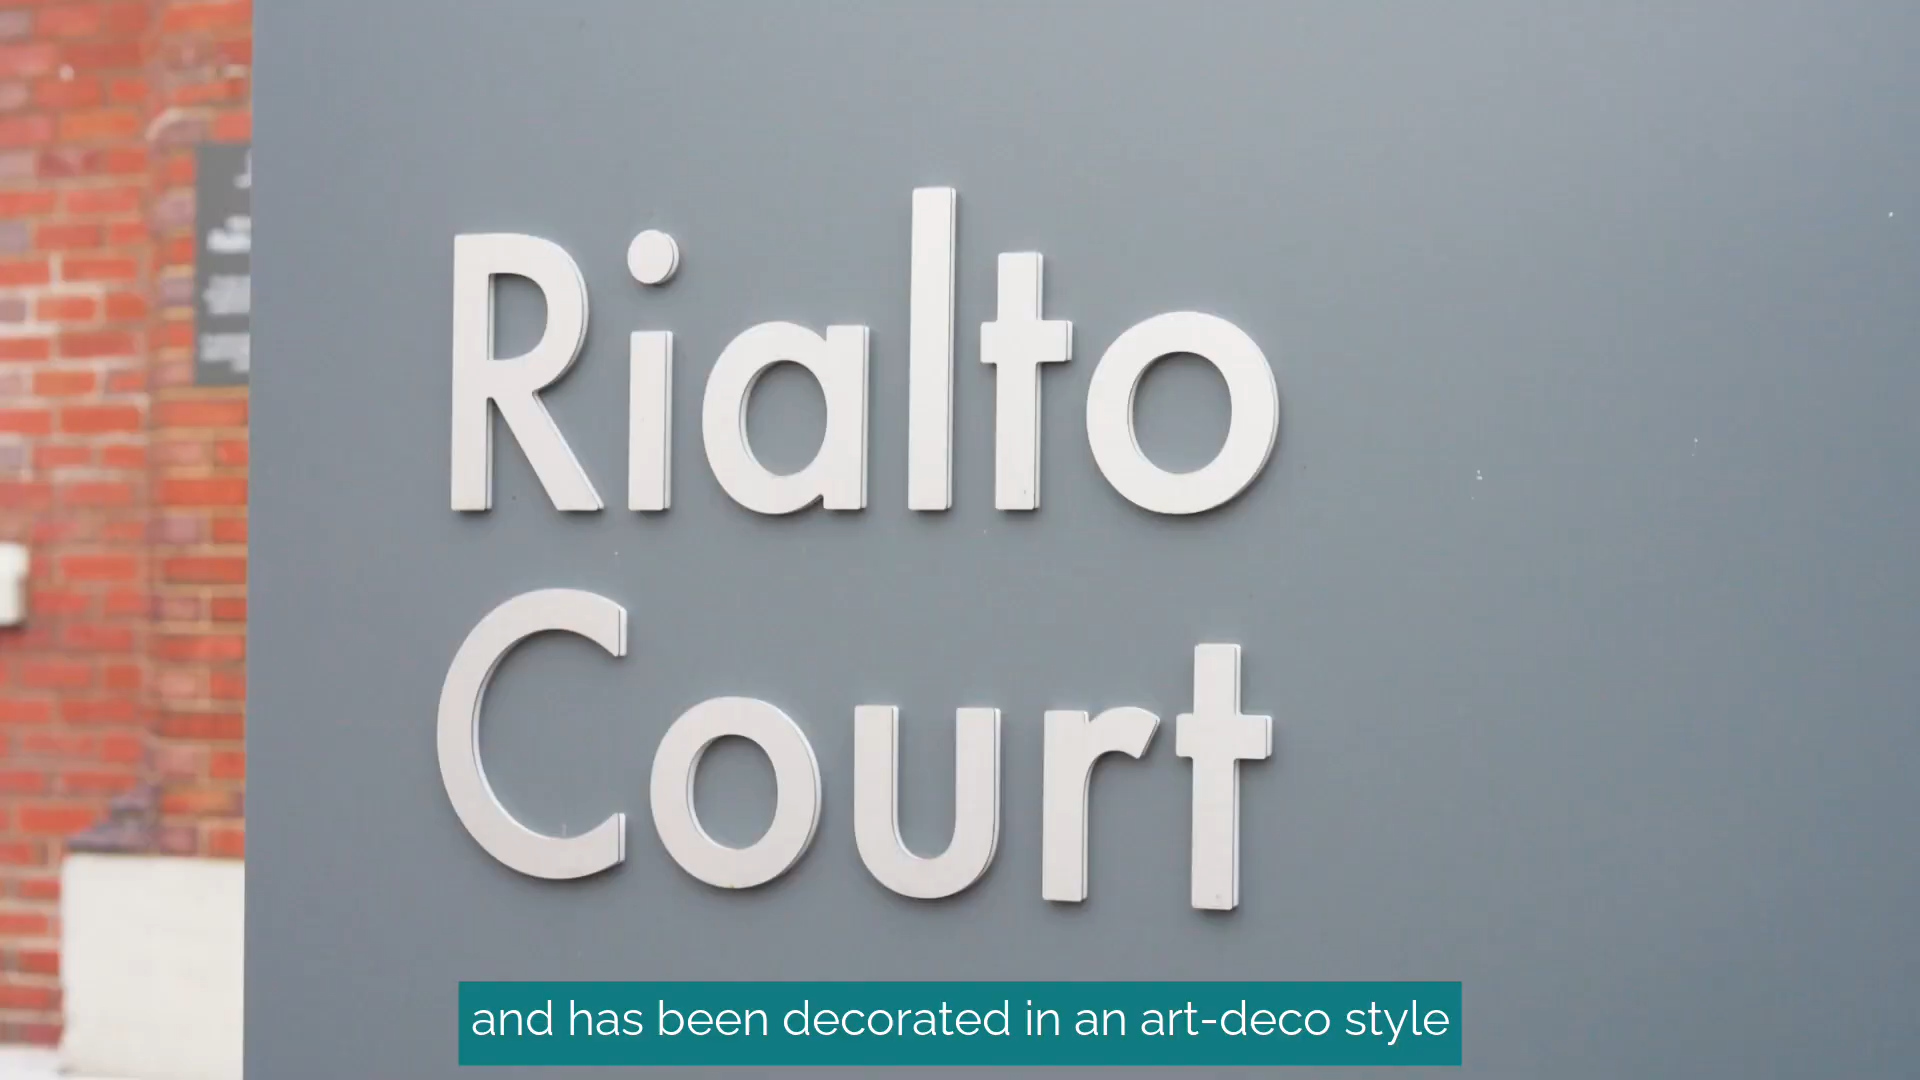 Rialto
Court
and has been decorated in an art-deco style